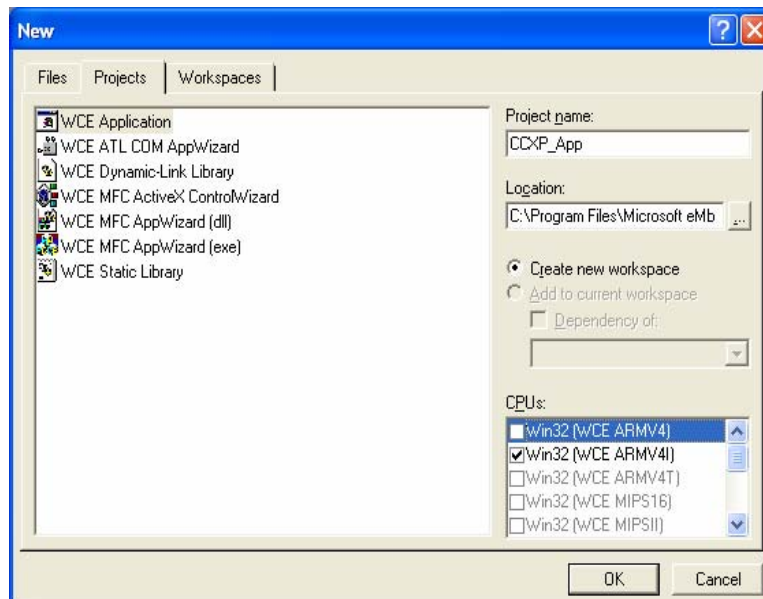 New
Files Projects Workspaces
WCE Application
WCE ATL COM AppWizard
WCE Dynamic-Link Library
WCE MFC ActiveX ControlWizard
WCE MFC AppWizard (dll)
WCE MFC AppWizard (exe)
WCE Static Library
Project name:
CCXP_App
Location:
C:\Program Files\Microsoft eMb
...
Create new workspace
Add to current workspace
Dependency of:
CPUs:
Win32 (WCE ARMV4)
Win32 (WCE ARMV4I)
Win32 (WCE ARMV4T)
Win32 (WCE MIPS16)
Win32 (WCE MIPSII)
OK Cancel